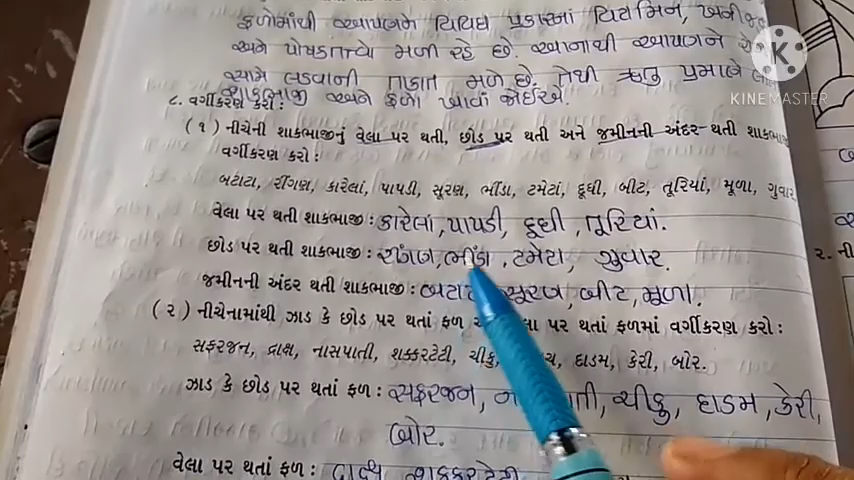 ફળોમાંથી આપણને વિવિધ પ્રકારનાં વિટામિન, ખનીજ
અને પોષકતત્ત્વો મળી રહે છે. આનાથી આપણને
સામે લડવાની તાકાત મળે છે. તેથી ઋતુ પ્રમાણે
શાકભાજી અને ફળો ખાવાં જોઈએ.
KINEMASTER
૮. વર્ગીકરણ કરો :
(૧) નીચેની શાકભાજીનું વેલા પર થતી, છોડ પર થતી અને જમીનની અંદર થતી શાકભાજી
વર્ગીકરણ કરો :
બટાટા, રીંગણ, કારેલાં, પાપડી, સૂરણ, ભીંડા, ટમેટાં, દૂધી, બીટ, તૂરિયાં, મૂળા, ગુવાર
વેલા પર થતી શાકભાજી : કારેલાં, પાપડી, દૂધી, તૂરિયાં.
છોડ પર થતી શાકભાજી : રીંગણ, ભીંડા, ટમેટા, ગુવાર.
જમીનની અંદર થતી શાકભાજી : બટાટા સૂરણ, બીટ, મૂળા.
(૨) નીચેનામાંથી ઝાડ કે છોડ પર થતાં ફળ વેલા પર થતાં ફળમાં વર્ગીકરણ કરો :
સફરજન, દ્રાક્ષ, નાસપાતી, શક્કરટેટી, ચીકુ, દાડમ, કેરી, બોર.
ઝાડ કે છોડ પર થતાં ફળ : સફરજન, ચીકુ, દાડમ, કેરી,
બોર.
વેલા પર થતાં ફળ : દ્રાક્ષ, શક્કરટેટી
૨. ની